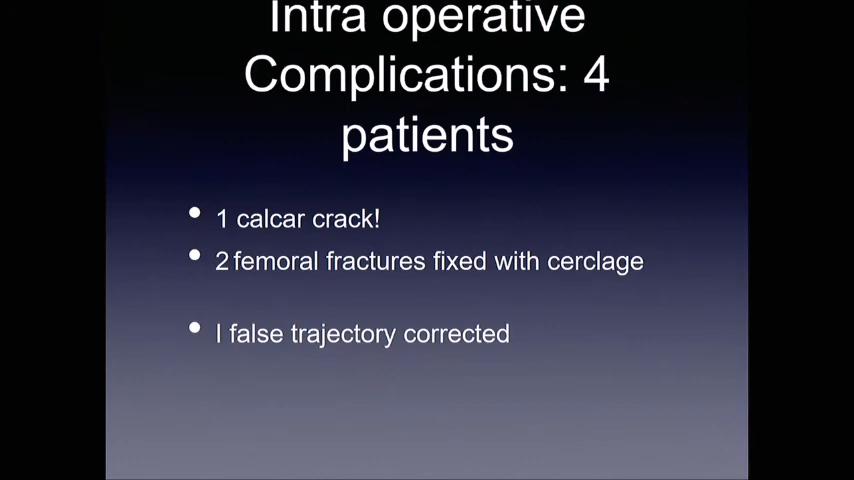 Intra operative
Complications: 4
patients
• 1 calcar crack!
• 2 femoral fractures fixed with cerclage
• I false trajectory corrected